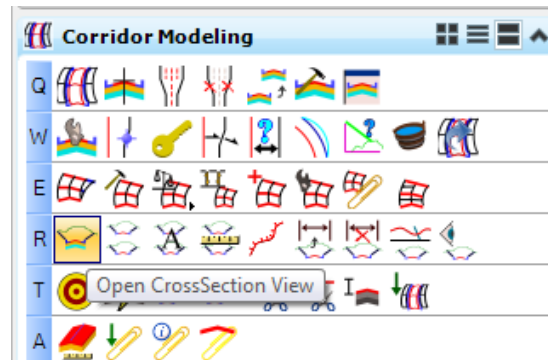 Corridor Modeling
Q
W
E
R
A
Open CrossSection View
T
A